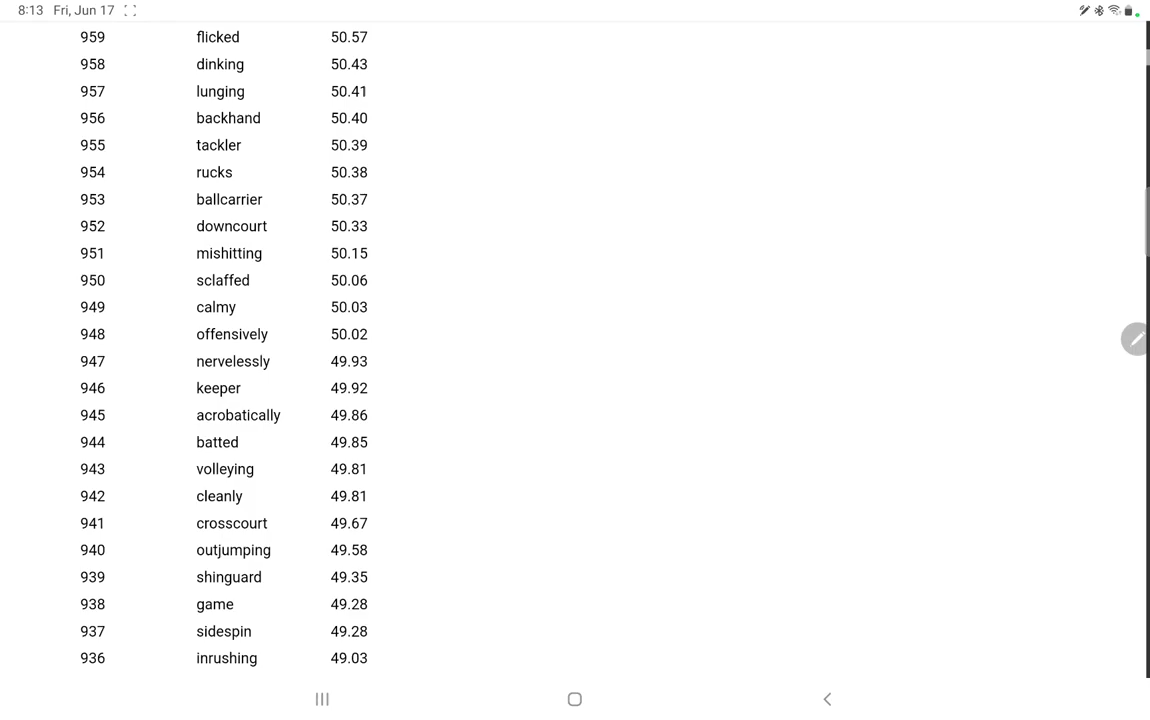 8:13 Fri, Jun 17
959 flicked 50.57
958 dinking 50.43
957 lunging 50.41
956 backhand 50.40
955 tackler 50.39
954 rucks 50.38
953 ballcarrier 50.37
952 downcourt 50.33
951 mishitting 50.15
950 sclaffed 50.06
949 calmy 50.03
948 offensively 50.02
947 nervelessly 49.93
946 keeper 49.92
945 acrobatically 49.86
944 batted 49.85
943 volleying 49.81
942 cleanly 49.81
941 crosscourt 49.67
940 outjumping 49.58
939 shinguard 49.35
938 game 49.28
937 sidespin 49.28
936 inrushing 49.03